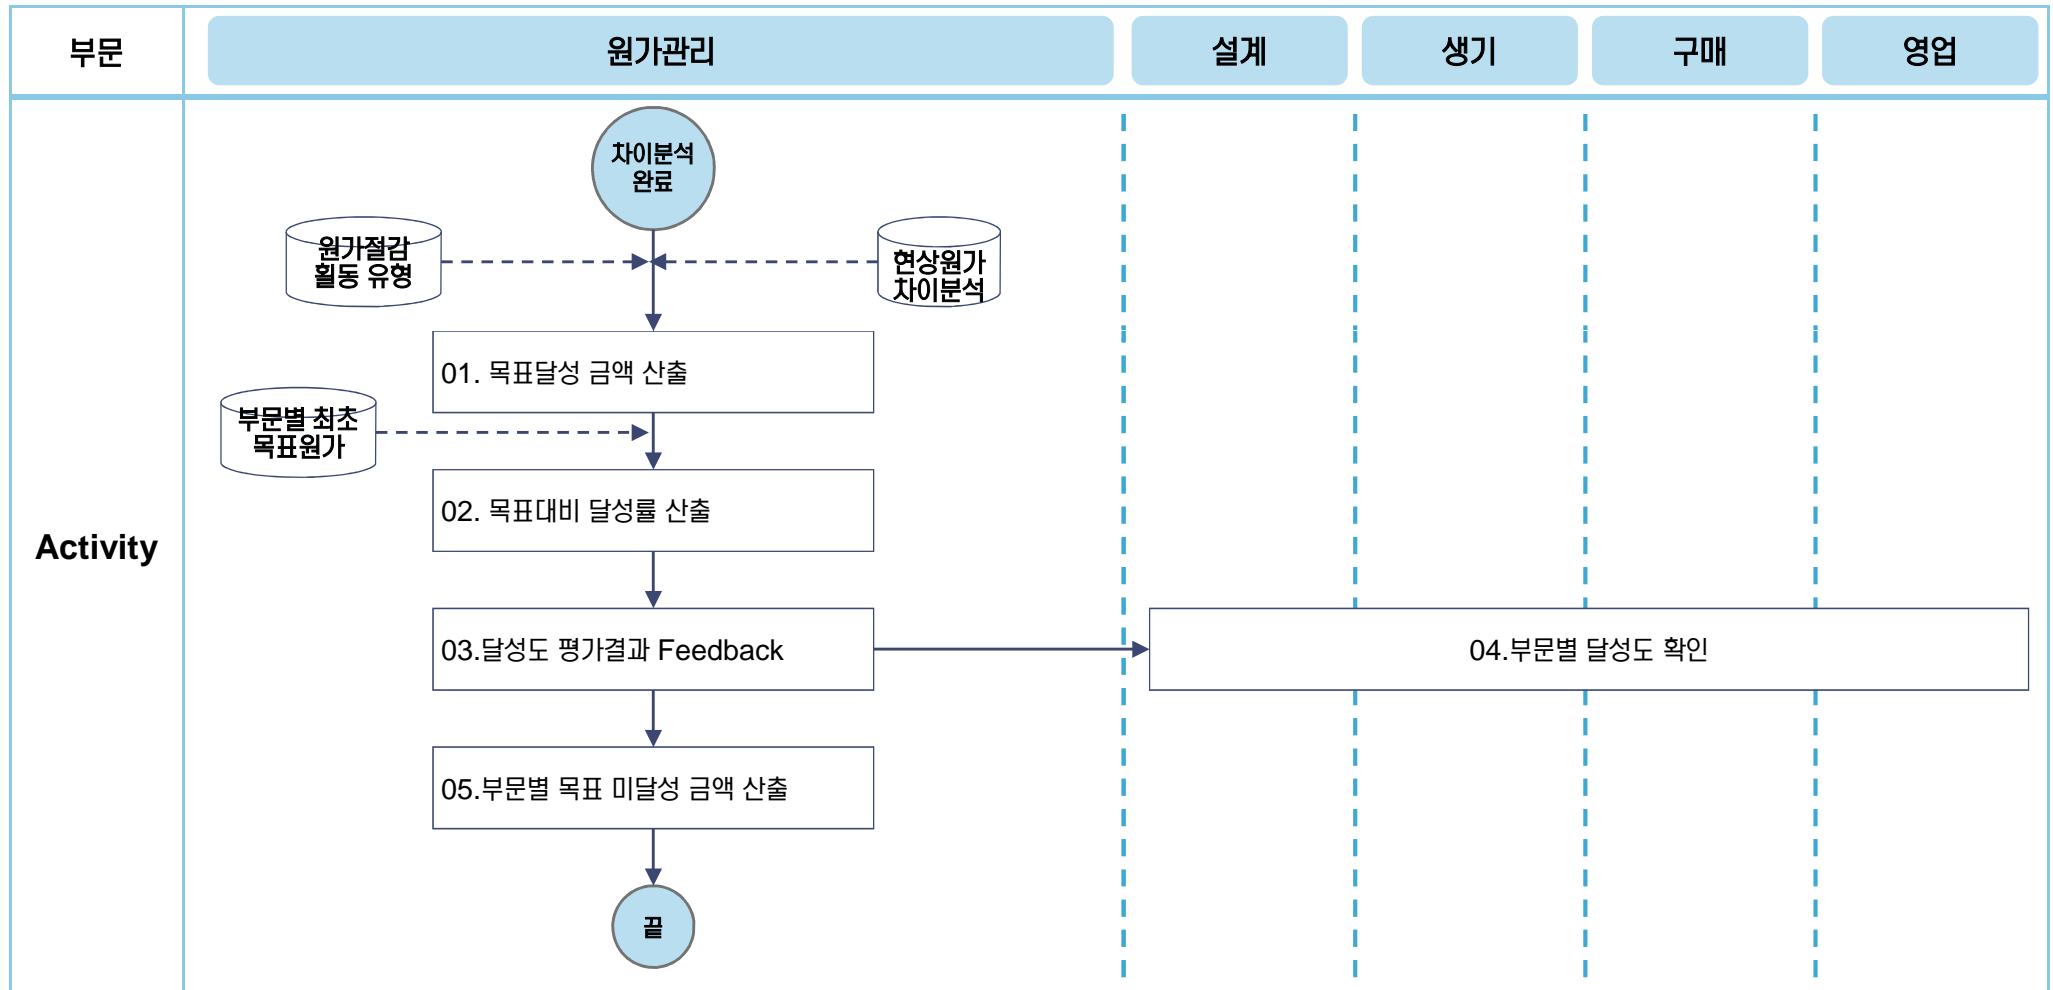 부문
원가관리
설계
생기
구매
영업
Activity
차이분석
완료
원가절감
활동 유형
현상원가
차이분석
01. 목표달성 금액 산출
부문별 최초
목표원가
02. 목표대비 달성률 산출
03.달성도 평가결과 Feedback
04.부문별 달성도 확인
05.부문별 목표 미달성 금액 산출
끝